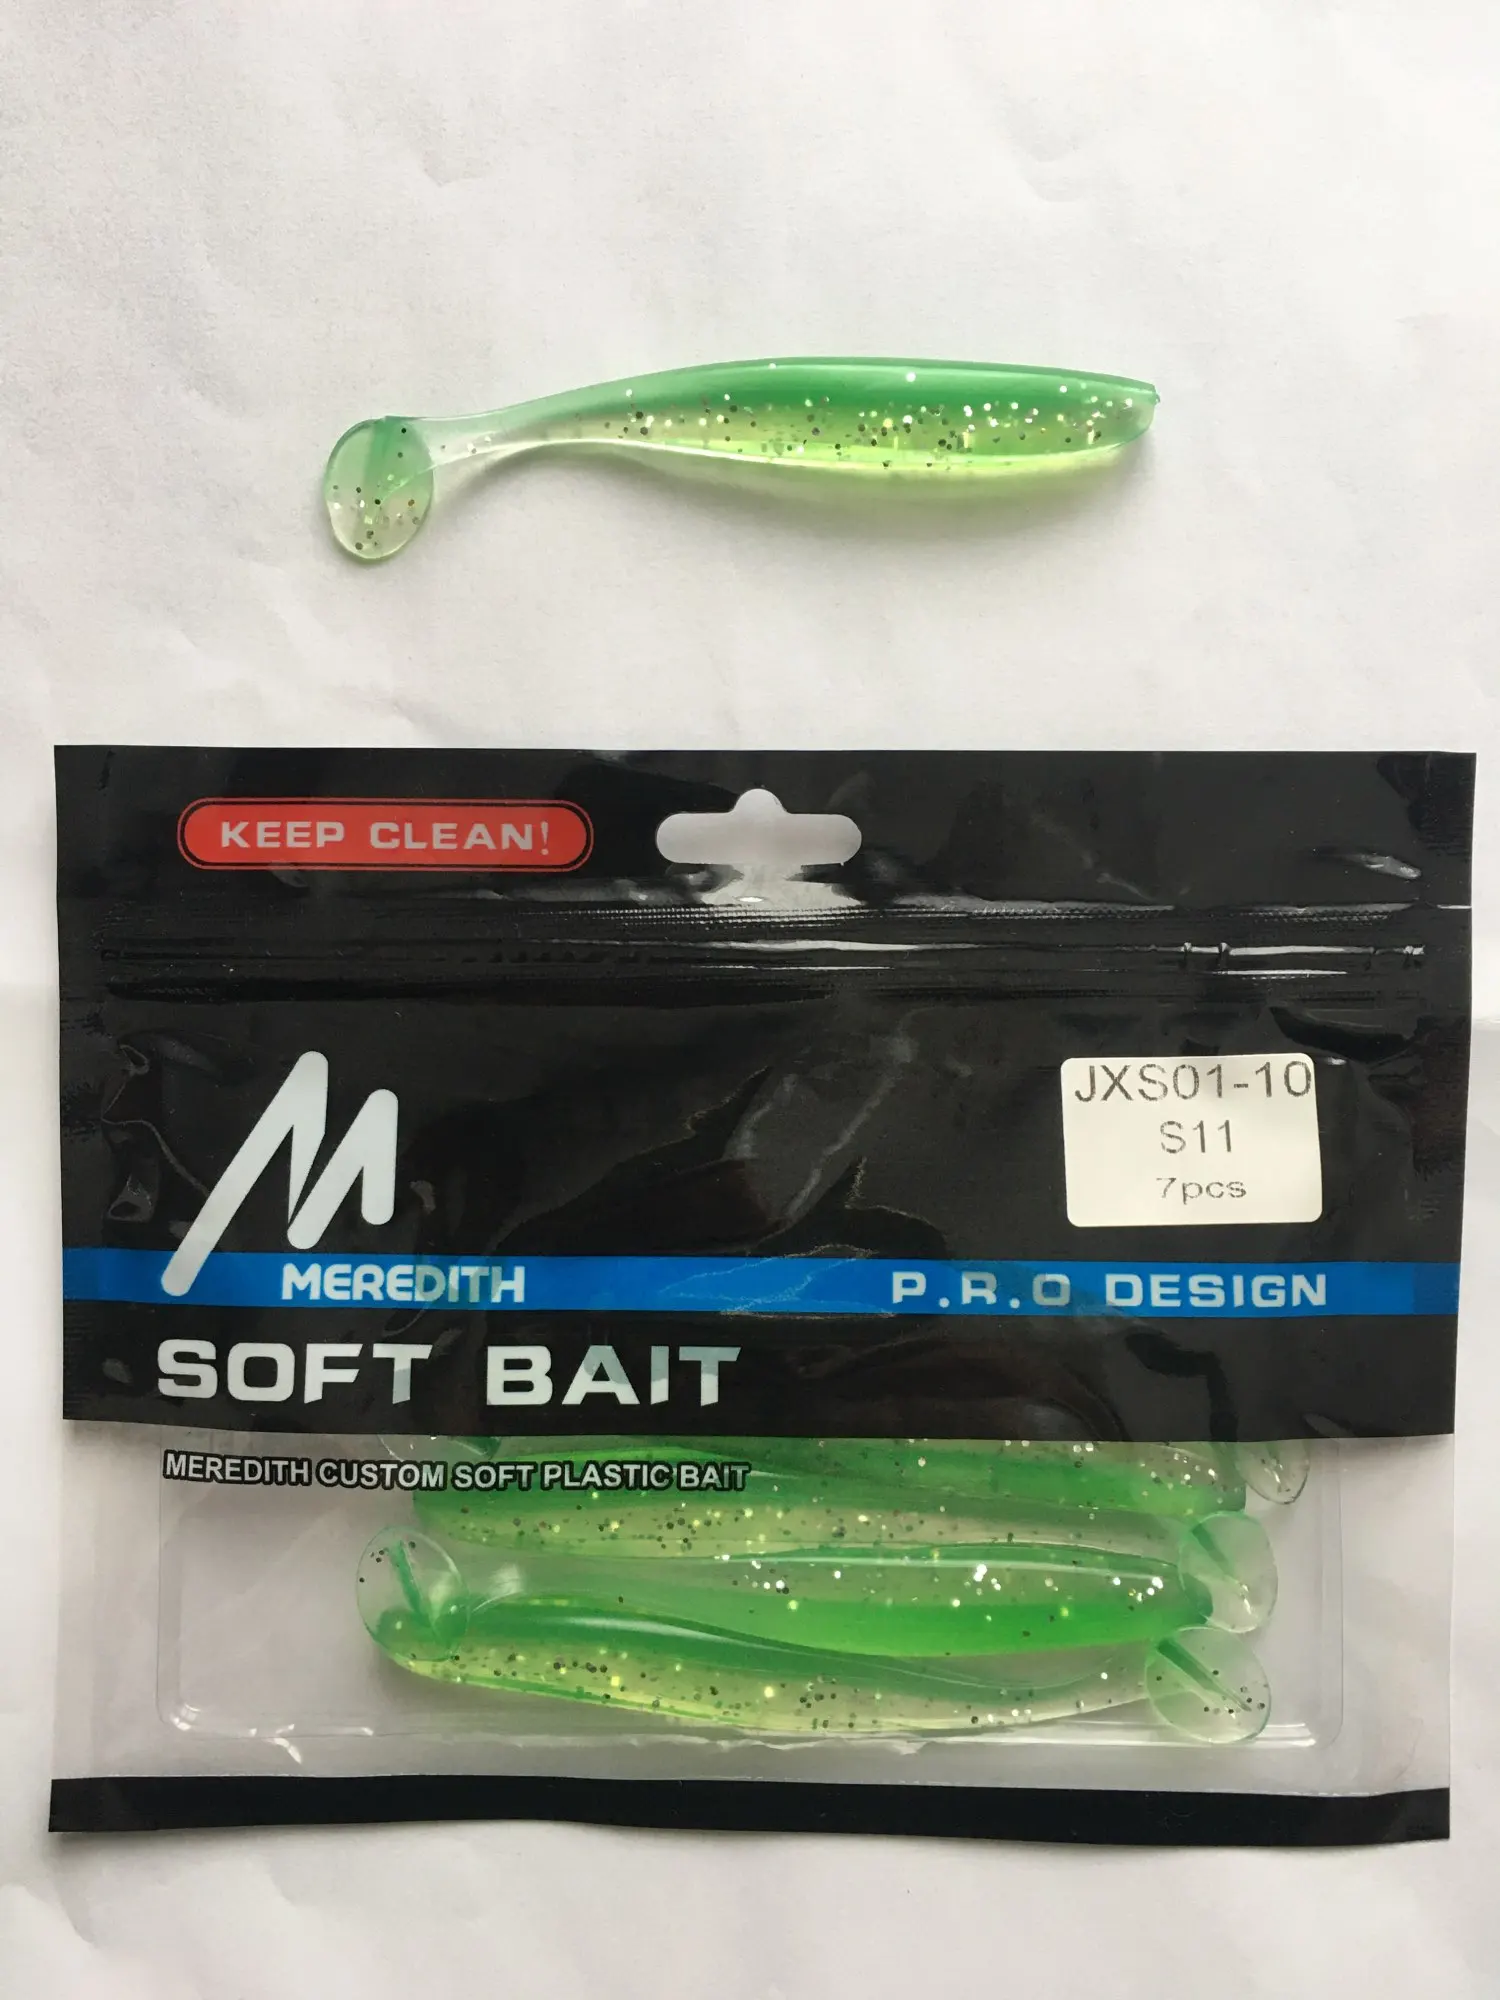 KEEP CLEAN!
JXS01-10
S11
7pcs
M
MEREDITH
P.R.O DESIGN
SOFT BAIT
MEREDITH CUSTOM SOFT PLASTIC BAIT